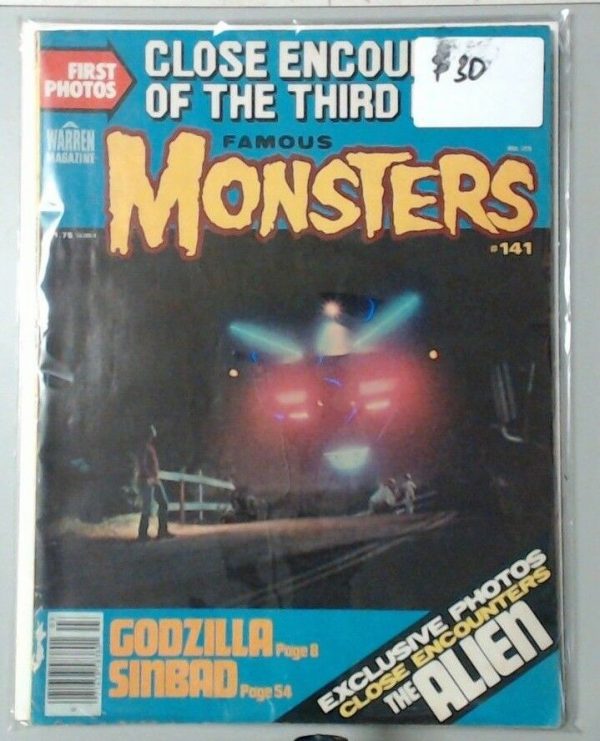 FIRST
PHOTOS
CLOSE ENCOU
OF THE THIRD
$30
WARREN
MAGAZINE
FAMOUS
MONSTERS
#141
GODZILLA Page 8
SINBAD Page 54
EXCLUSIVE PHOTOS
CLOSE ENCOUNTERS
THE ALIEN